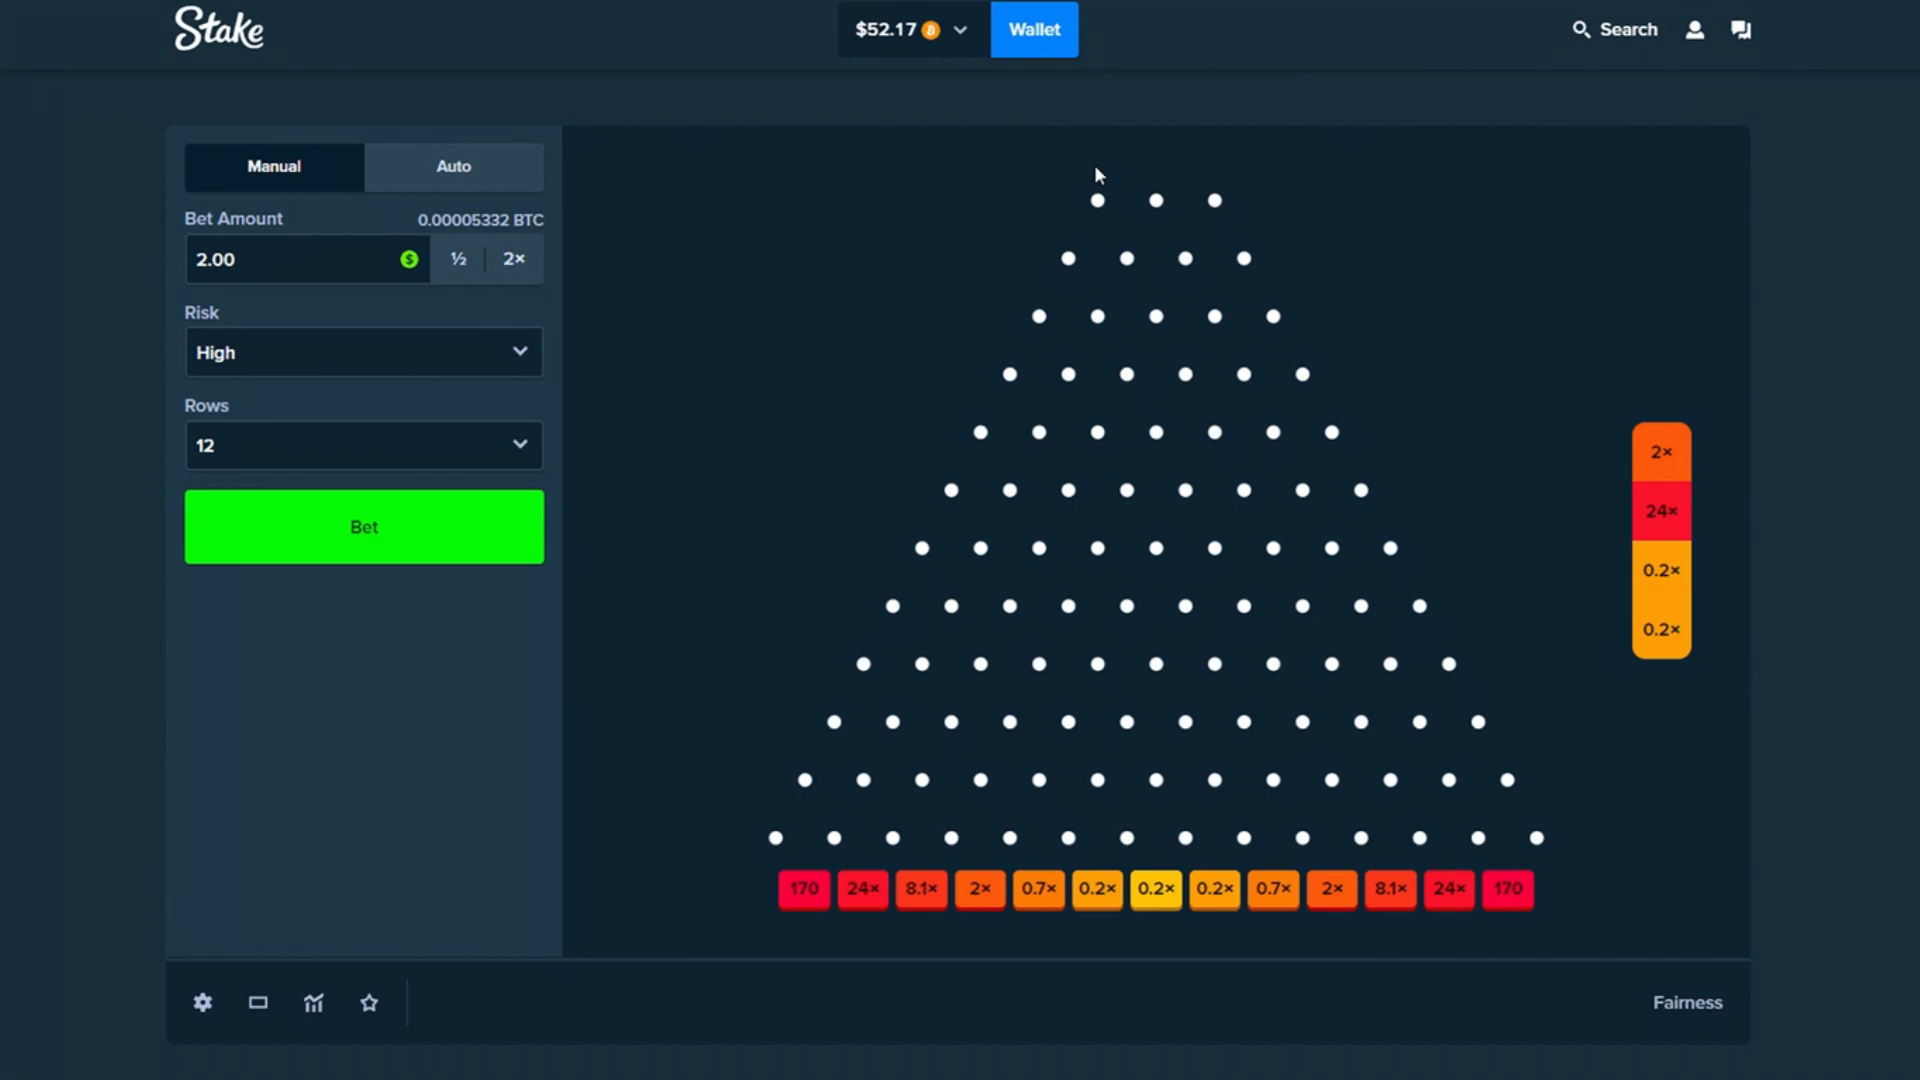 Stake
$52.17
Wallet
Search
Manual
Auto
Bet Amount
0.00005332 BTC
2.00
$
½
2×
Risk
High
Rows
12
Bet
2×
24×
0.2×
0.2×
170 24× 8.1× 2× 0.7× 0.2× 0.2× 0.2× 0.7× 2× 8.1× 24× 170
Fairness